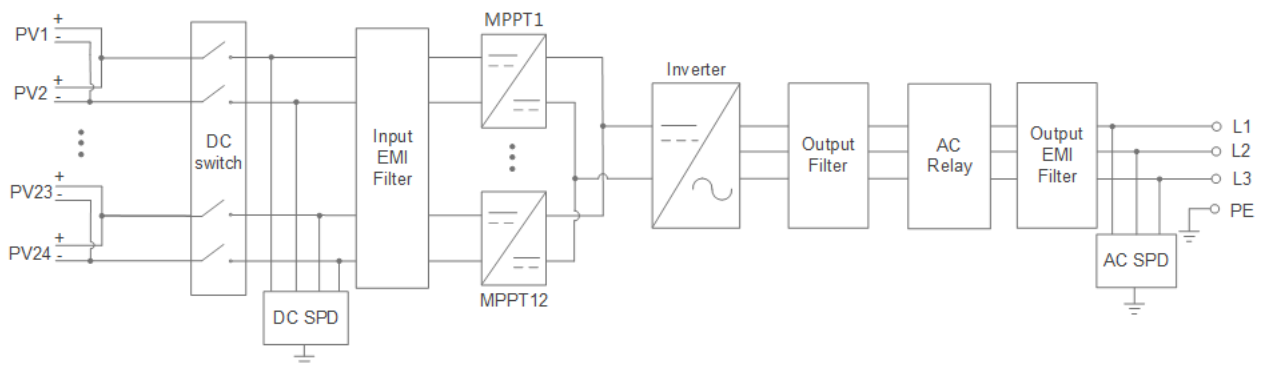 +
PV1
-
+
PV2
-
+
PV23
-
+
PV24
-
DC
switch
DC SPD
Input
EMI
Filter
MPPT1
MPPT12
Inverter
Output
Filter
AC
Relay
Output
EMI
Filter
L1
L2
L3
PE
AC SPD